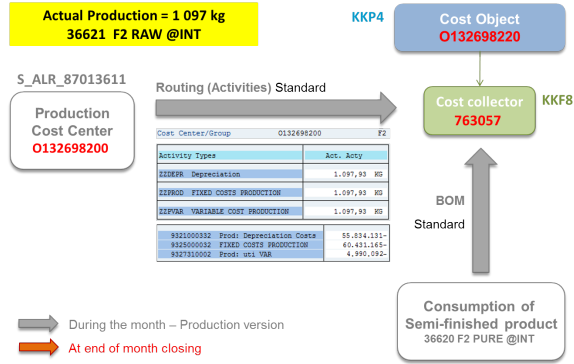 Actual Production = 1 097 kg
36621 F2 RAW @INT
KKP4
Cost Object
O132698220
S_ALR_87013611
Routing (Activities) Standard
Production
Cost Center
O132698200
Cost collector
763057
KKF8
Cost Center/Group O132698200 F2
Activity Types Act. Acty
ZZDEPR Depreciation 1.097,93 KG
ZZPROD FIXED COSTS PRODUCTION 1.097,93 KG
ZZPVAR VARIABLE COST PRODUCTION 1.097,93 KG
9321000332 Prod: Depreciation Costs 55.834.131-
9325000032 FIXED COSTS PRODUCTION 60.431.165-
9327310002 Prod: uti VAR 4,990,092-
BOM
Standard
Consumption of
Semi-finished product
36620 F2 PURE @INT
During the month – Production version
At end of month closing